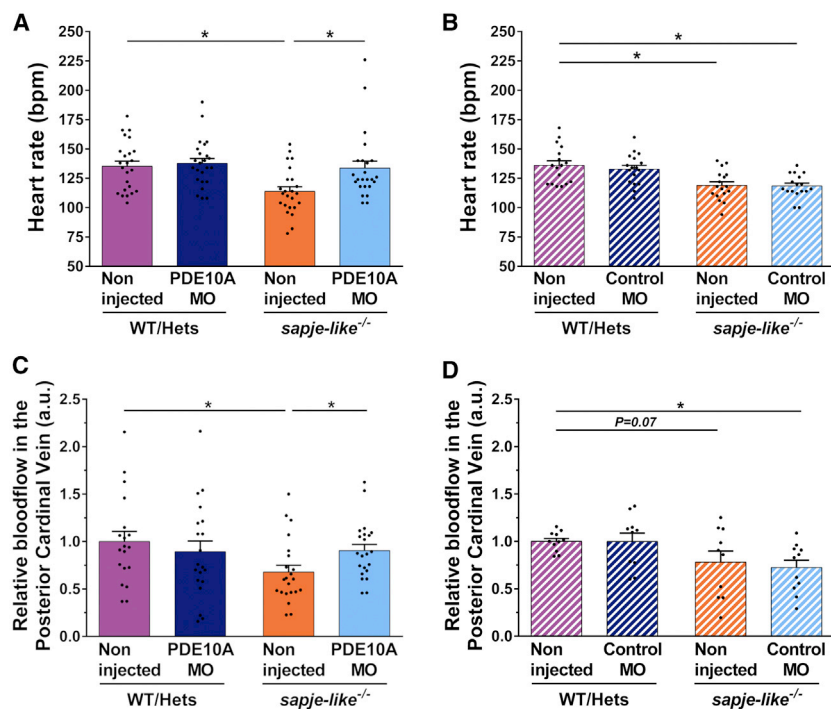 A
Heart rate (bpm)
250
225
200
175
150
125
100
75
50
*
*
Non injected
PDE10A MO
Non injected
PDE10A MO
WT/Hets
sapje-like-/-
B
Heart rate (bpm)
250
225
200
175
150
125
100
75
50
*
*
Non injected
Control MO
Non injected
Control MO
WT/Hets
sapje-like-/-
C
Relative bloodflow in the
Posterior Cardinal Vein (a.u.)
2.5
2.0
1.5
1.0
0.5
0.0
*
*
Non injected
PDE10A MO
Non injected
PDE10A MO
WT/Hets
sapje-like-/-
D
Relative bloodflow in the
Posterior Cardinal Vein (a.u.)
2.5
2.0
1.5
1.0
0.5
0.0
*
P=0.07
Non injected
Control MO
Non injected
Control MO
WT/Hets
sapje-like-/-